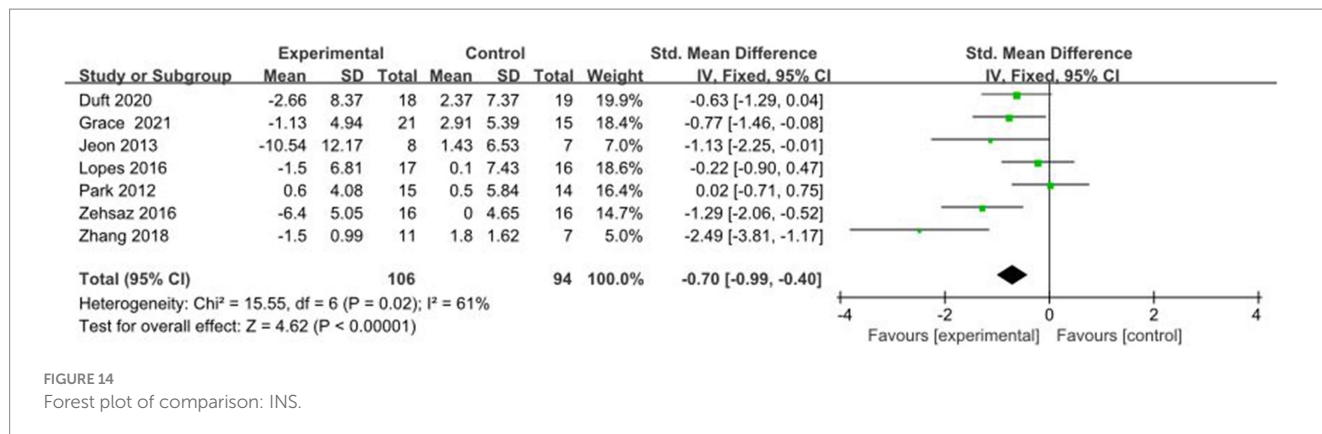 Experimental Control Std. Mean Difference Std. Mean Difference
Study or Subgroup Mean SD Total Mean SD Total Weight IV, Fixed, 95% CI IV, Fixed, 95% CI
Duft 2020 -2.66 8.37 18 2.37 7.37 19 19.9% -0.63 [-1.29, 0.04]
Grace 2021 -1.13 4.94 21 2.91 5.39 15 18.4% -0.77 [-1.46, -0.08]
Jeon 2013 -10.54 12.17 8 1.43 6.53 7 7.0% -1.13 [-2.25, -0.01]
Lopes 2016 -1.5 6.81 17 0.1 7.43 16 18.6% -0.22 [-0.90, 0.47]
Park 2012 0.6 4.08 15 0.5 5.84 14 16.4% 0.02 [-0.71, 0.75]
Zehsaz 2016 -6.4 5.05 16 0 4.65 16 14.7% -1.29 [-2.06, -0.52]
Zhang 2018 -1.5 0.99 11 1.8 1.62 7 5.0% -2.49 [-3.81, -1.17]
Total (95% CI) 106 94 100.0% -0.70 [-0.99, -0.40]
Heterogeneity: Chi² = 15.55, df = 6 (P = 0.02); I² = 61%
Test for overall effect: Z = 4.62 (P < 0.00001)
-4 -2 0 2 4
Favours [experimental] Favours [control]
FIGURE 14
Forest plot of comparison: INS.